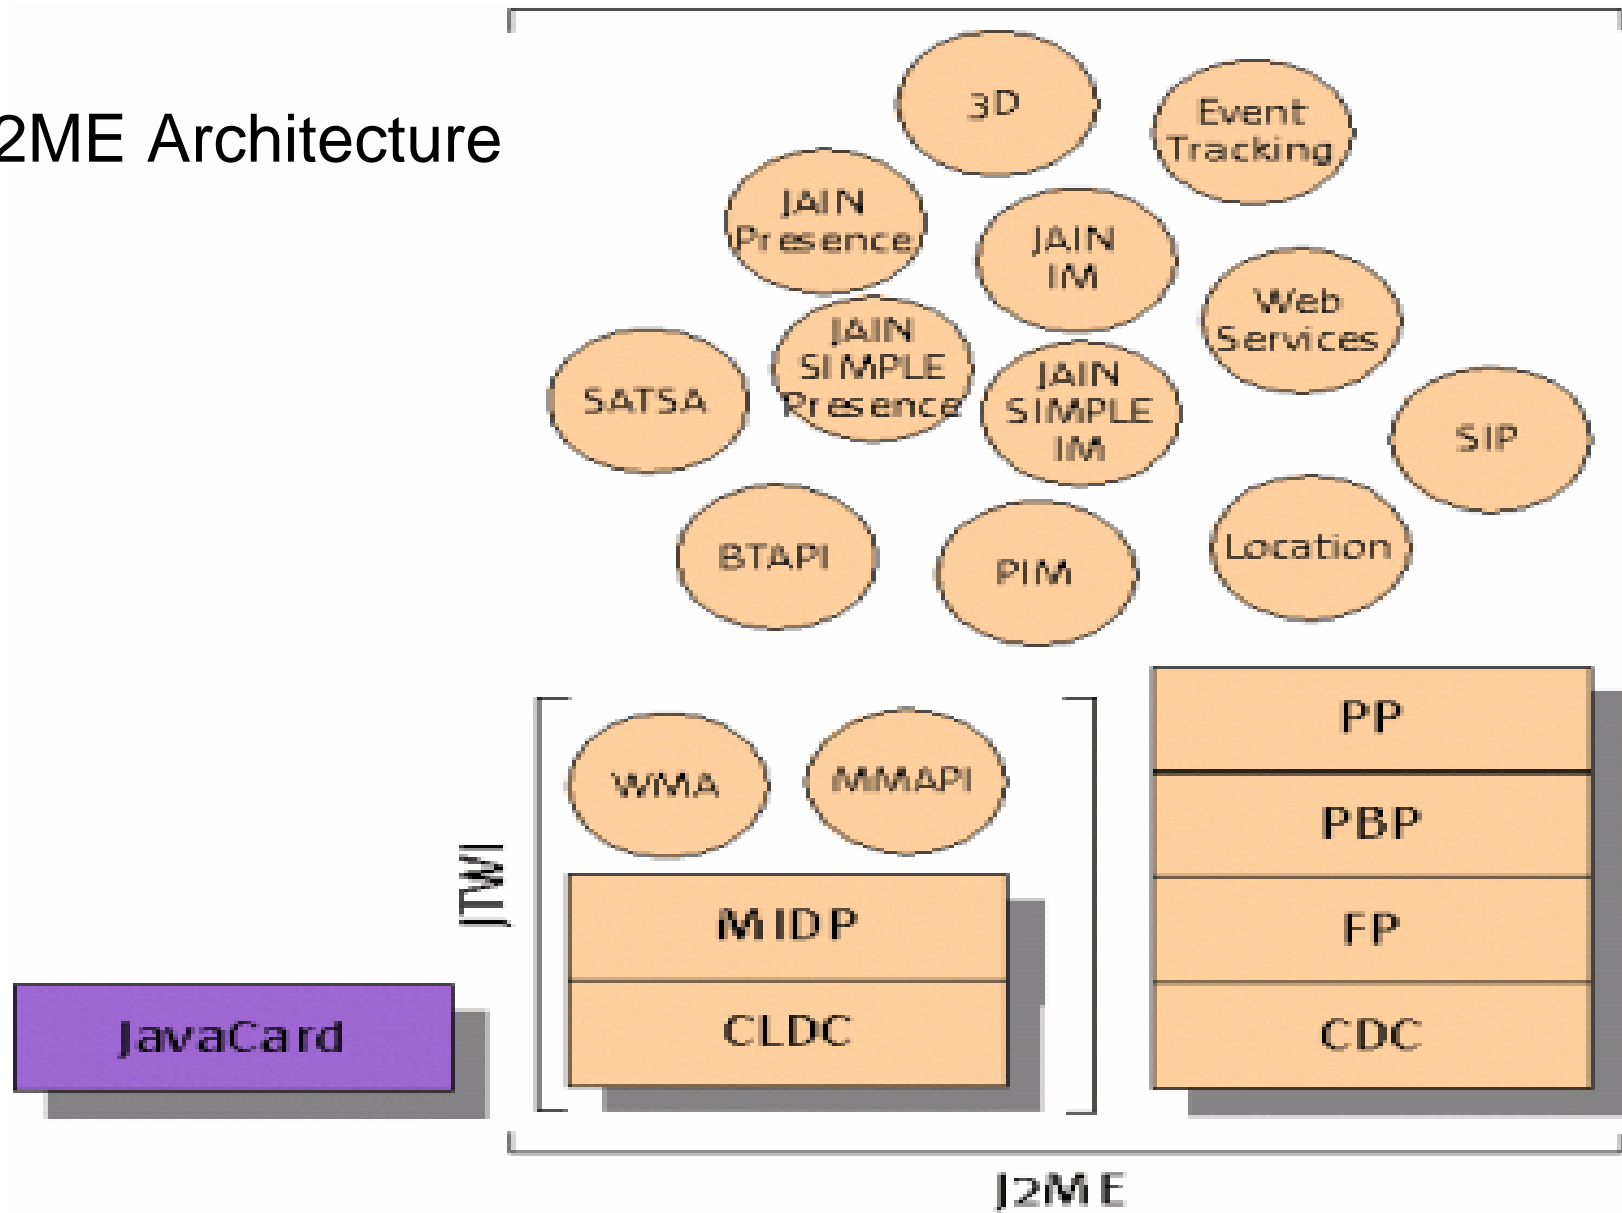 2ME Architecture
3D
Event
Tracking
JAIN
Presence
JAIN
IM
Web
Services
JAIN
SIMPLE
Presence
JAIN
SIMPLE
IM
SATSA
SIP
BTAPI
PIM
Location
WMA
MMAPI
JTWI
MIDP
CLDC
PP
PBP
FP
CDC
JavaCard
J2ME